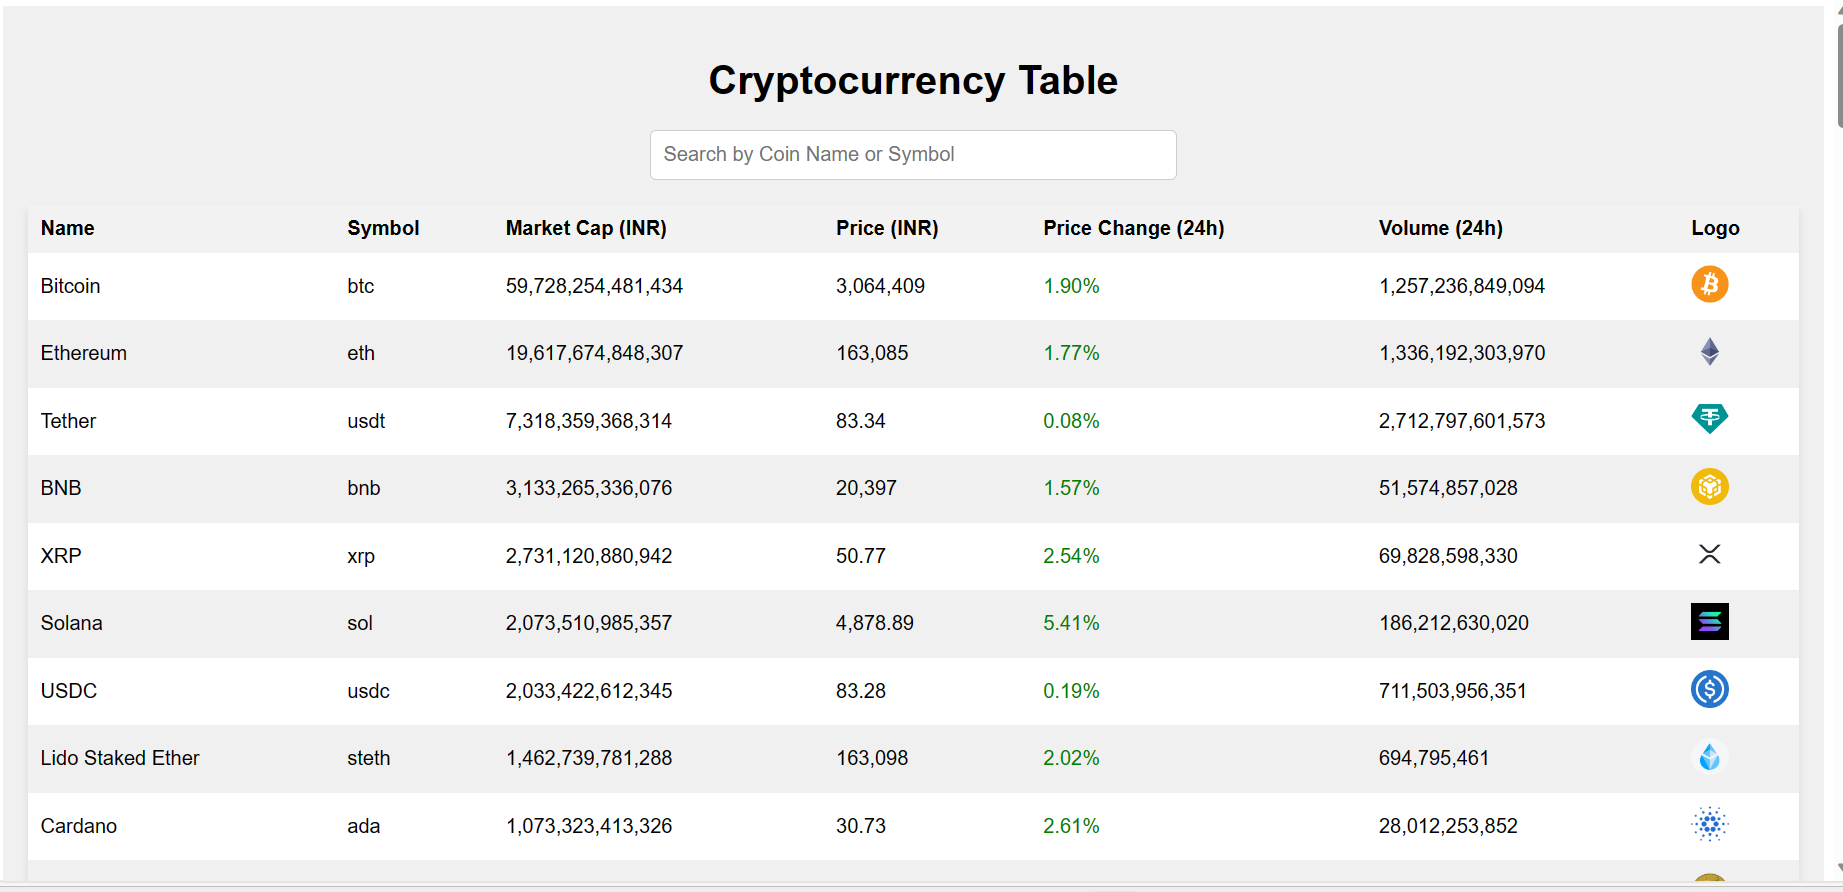 Cryptocurrency Table
Search by Coin Name or Symbol
Name Symbol Market Cap (INR) Price (INR) Price Change (24h) Volume (24h) Logo
Bitcoin btc 59,728,254,481,434 3,064,409 1.90% 1,257,236,849,094
Ethereum eth 19,617,674,848,307 163,085 1.77% 1,336,192,303,970
Tether usdt 7,318,359,368,314 83.34 0.08% 2,712,797,601,573
BNB bnb 3,133,265,336,076 20,397 1.57% 51,574,857,028
XRP xrp 2,731,120,880,942 50.77 2.54% 69,828,598,330
Solana sol 2,073,510,985,357 4,878.89 5.41% 186,212,630,020
USDC usdc 2,033,422,612,345 83.28 0.19% 711,503,956,351
Lido Staked Ether steth 1,462,739,781,288 163,098 2.02% 694,795,461
Cardano ada 1,073,323,413,326 30.73 2.61% 28,012,253,852